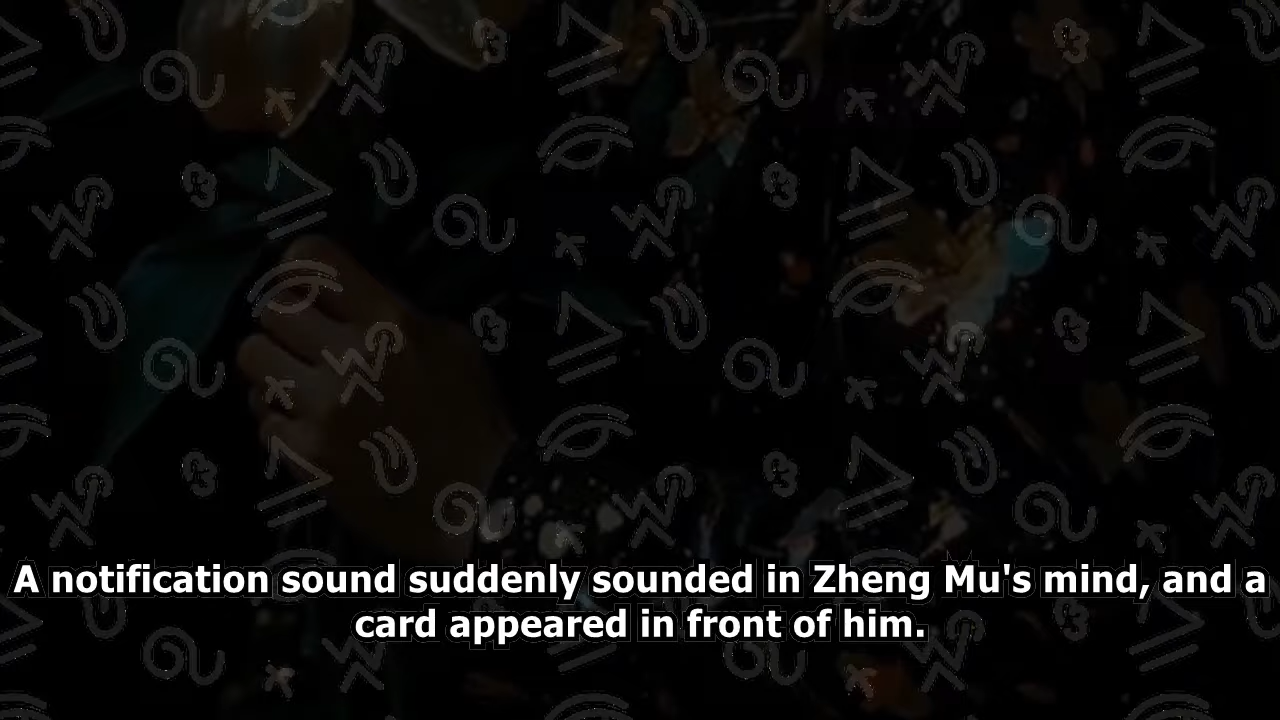 A notification sound suddenly sounded in Zheng Mu's mind, and a
card appeared in front of him.